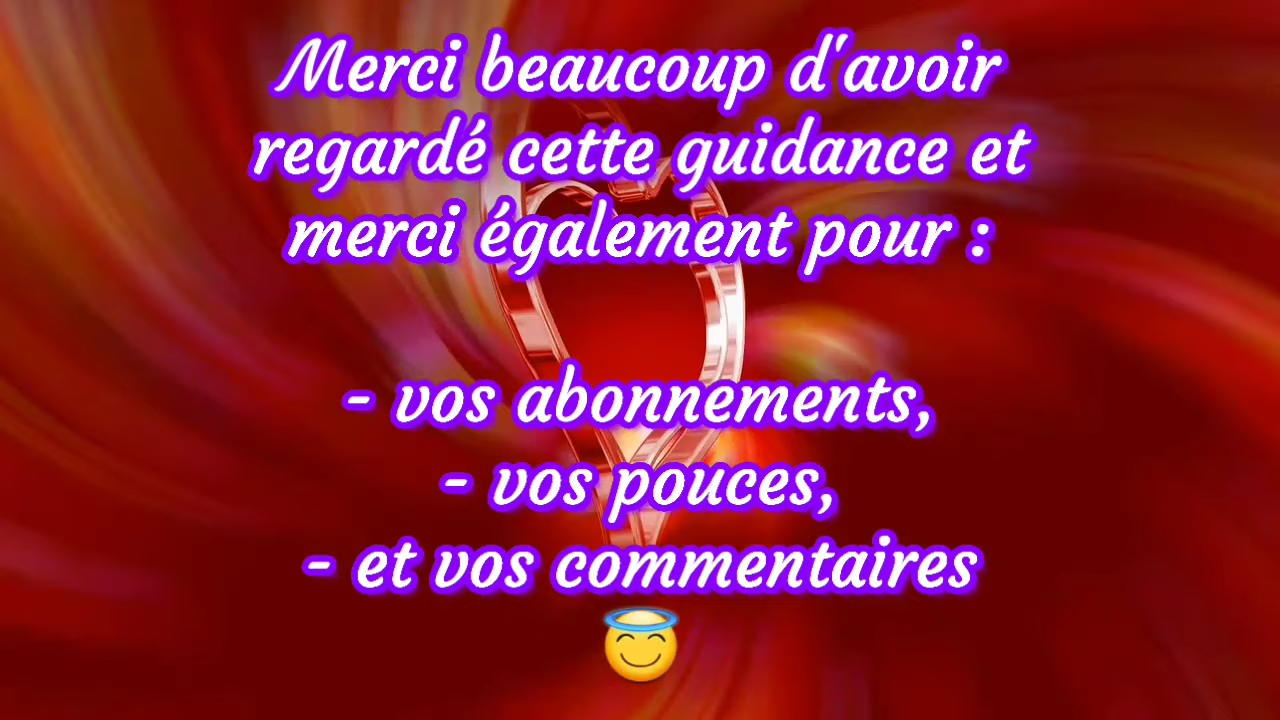 Merci beaucoup d'avoir
regardé cette guidance et
merci également pour :
- vos abonnements,
- vos pouces,
- et vos commentaires